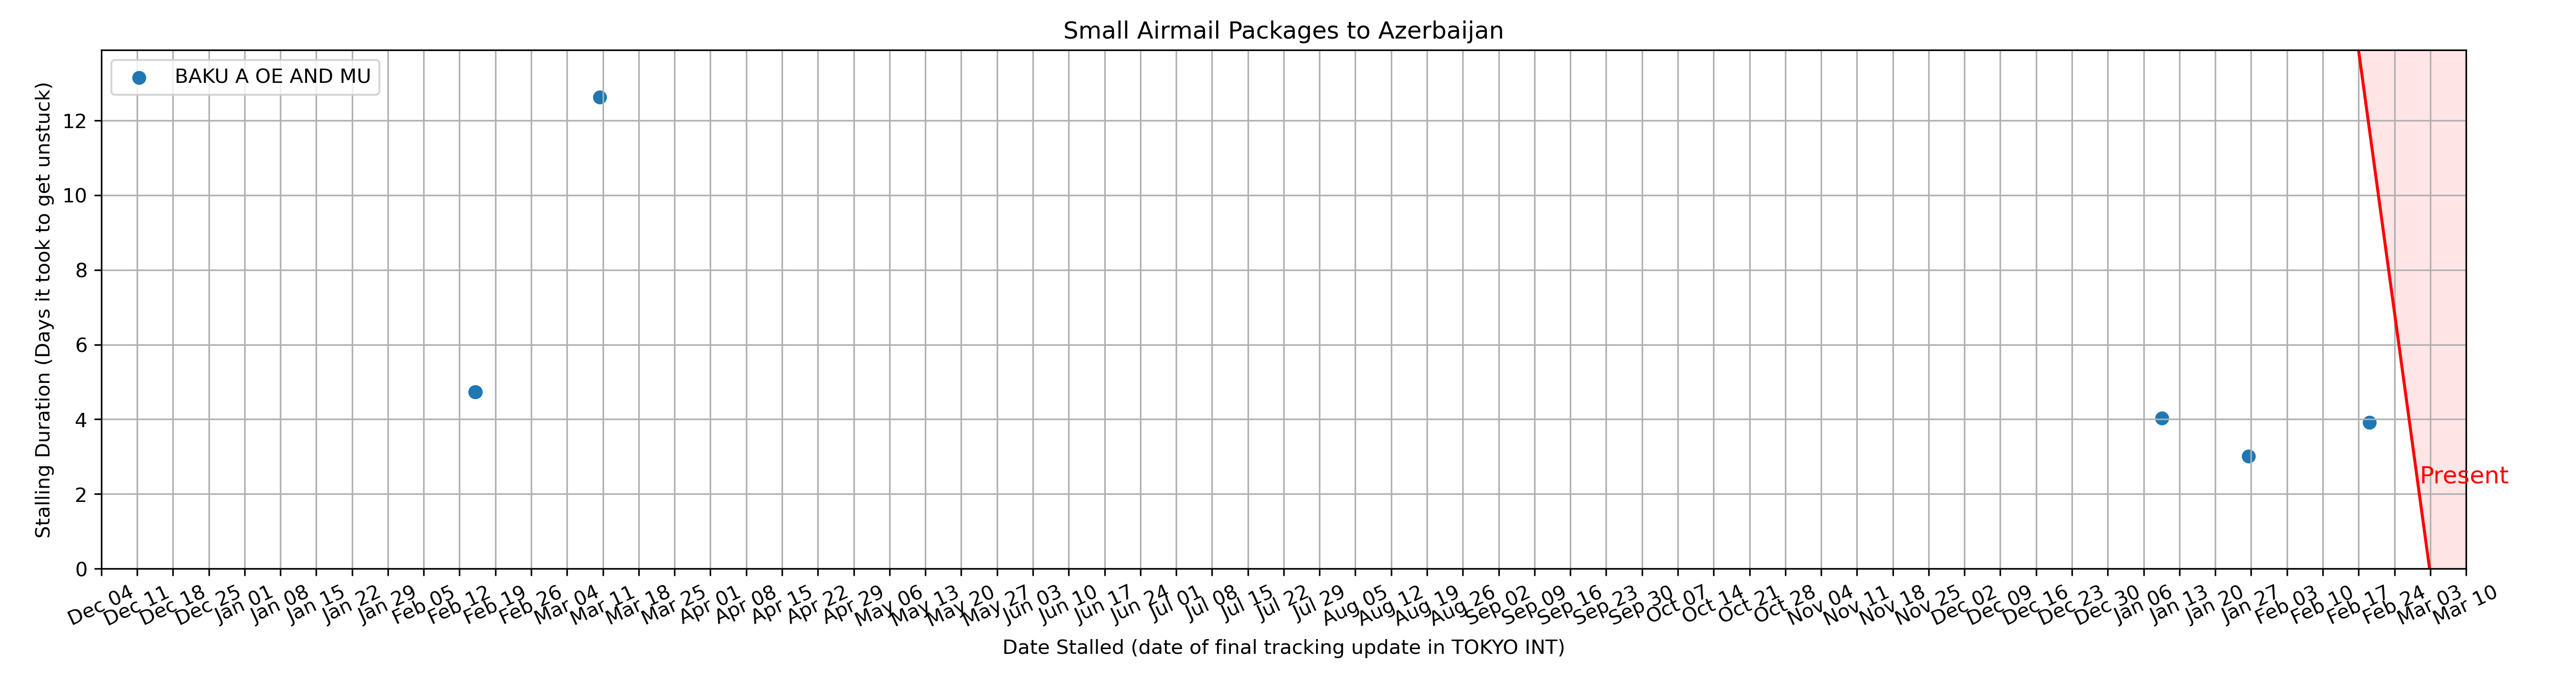 Small Airmail Packages to Azerbaijan
BAKU A OE AND MU
Stalling Duration (Days it took to get unstuck)
12
10
8
6
4
2
0
Present
Dec 04 Dec 11 Dec 18 Dec 25 Jan 01 Jan 08 Jan 15 Jan 22 Jan 29 Feb 05 Feb 12 Feb 19 Feb 26 Mar 04 Mar 11 Mar 18 Mar 25 Apr 01 Apr 08 Apr 15 Apr 22 Apr 29 May 06 May 13 May 20 May 27 Jun 03 Jun 10 Jun 17 Jun 24 Jul 01 Jul 08 Jul 15 Jul 22 Jul 29 Aug 05 Aug 12 Aug 19 Aug 26 Sep 02 Sep 09 Sep 16 Sep 23 Sep 30 Oct 07 Oct 14 Oct 21 Oct 28 Nov 04 Nov 11 Nov 18 Nov 25 Dec 02 Dec 09 Dec 16 Dec 23 Dec 30 Jan 06 Jan 13 Jan 20 Jan 27 Feb 03 Feb 10 Feb 17 Feb 24 Mar 03 Mar 10
Date Stalled (date of final tracking update in TOKYO INT)